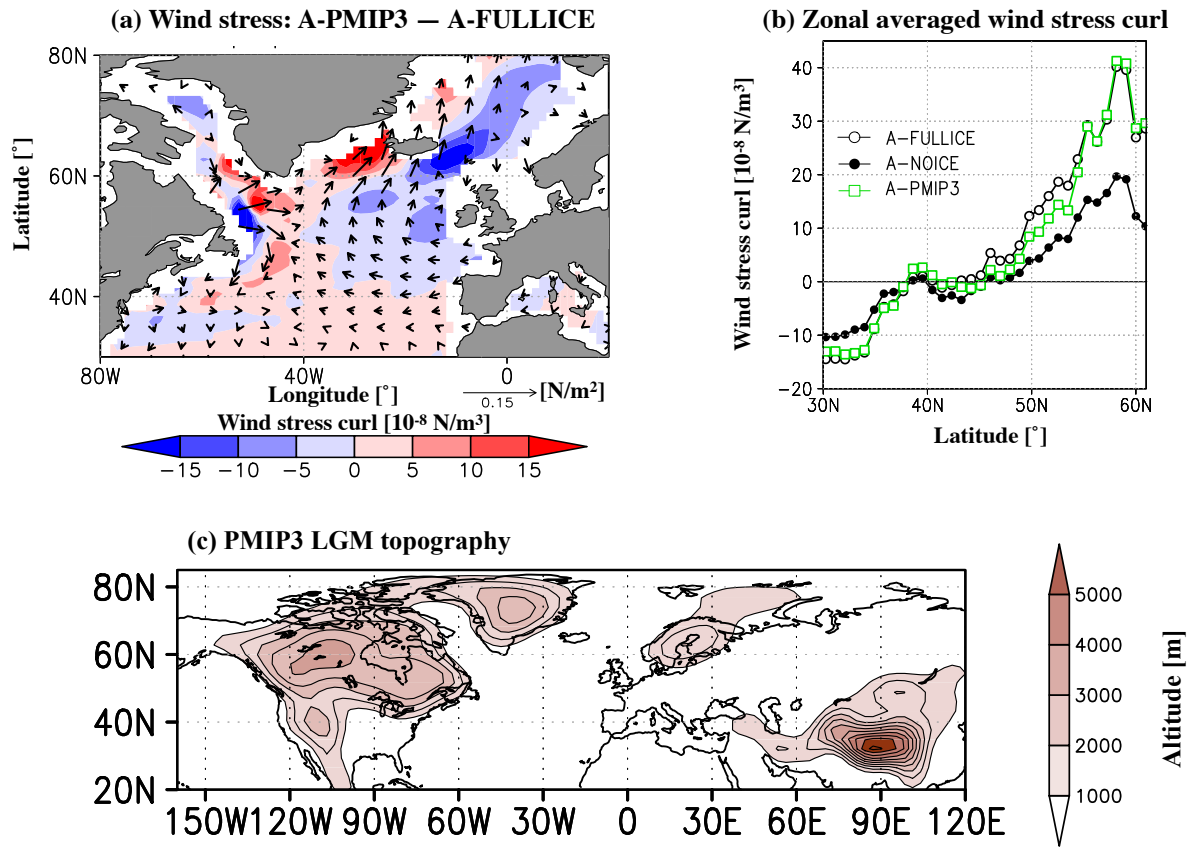 (a) Wind stress: A-PMIP3 — A-FULLICE
80N
60N
40N
Latitude [˚]
80W 40W 0
Longitude [˚]
0.15
[N/m²]
Wind stress curl [10⁻⁸ N/m³]
−15 −10 −5 0 5 10 15
(b) Zonal averaged wind stress curl
40
30
20
10
0
−10
−20
Wind stress curl [10⁻⁸ N/m³]
A−FULLICE
A−NOICE
A−PMIP3
30N 40N 50N 60N
Latitude [˚]
(c) PMIP3 LGM topography
80N
60N
40N
20N
150W 120W 90W 60W 30W 0 30E 60E 90E 120E
5000
4000
3000
2000
1000
Altitude [m]